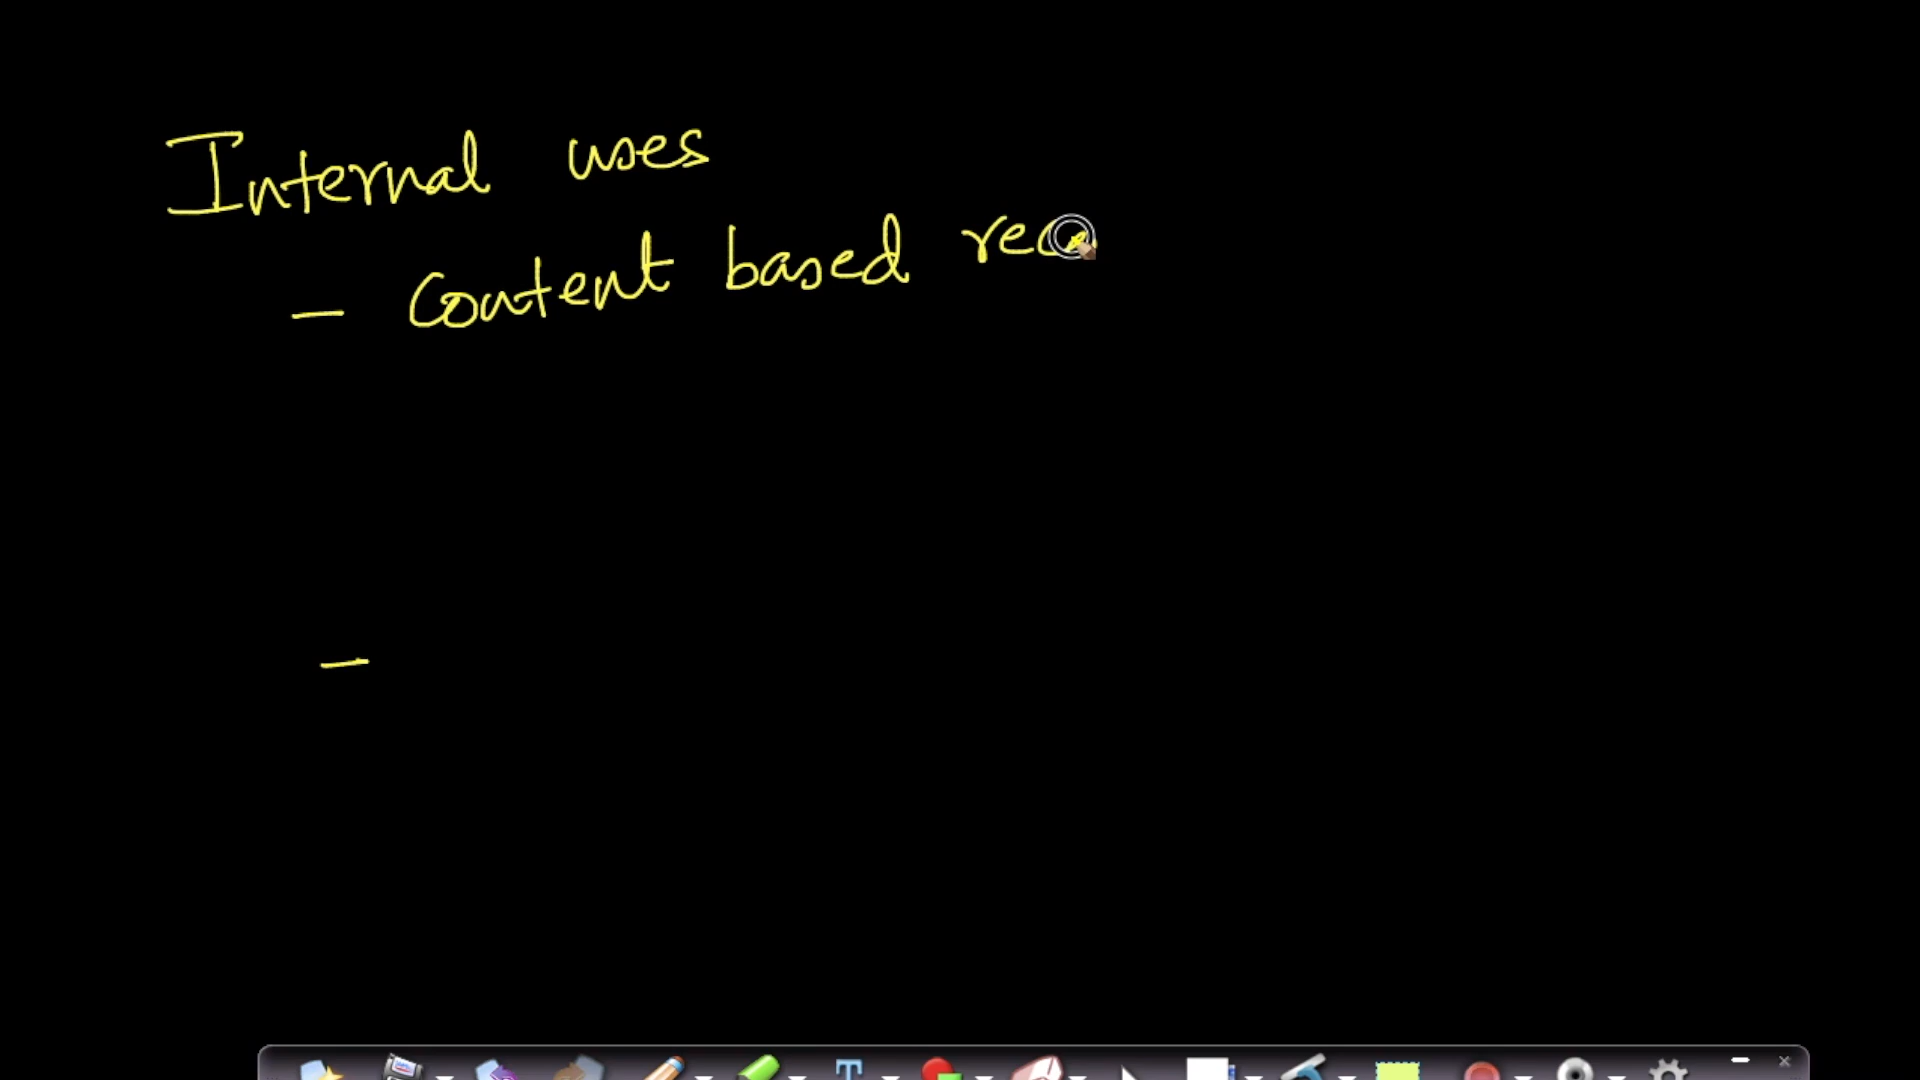 Internal uses
- Content based rec
-